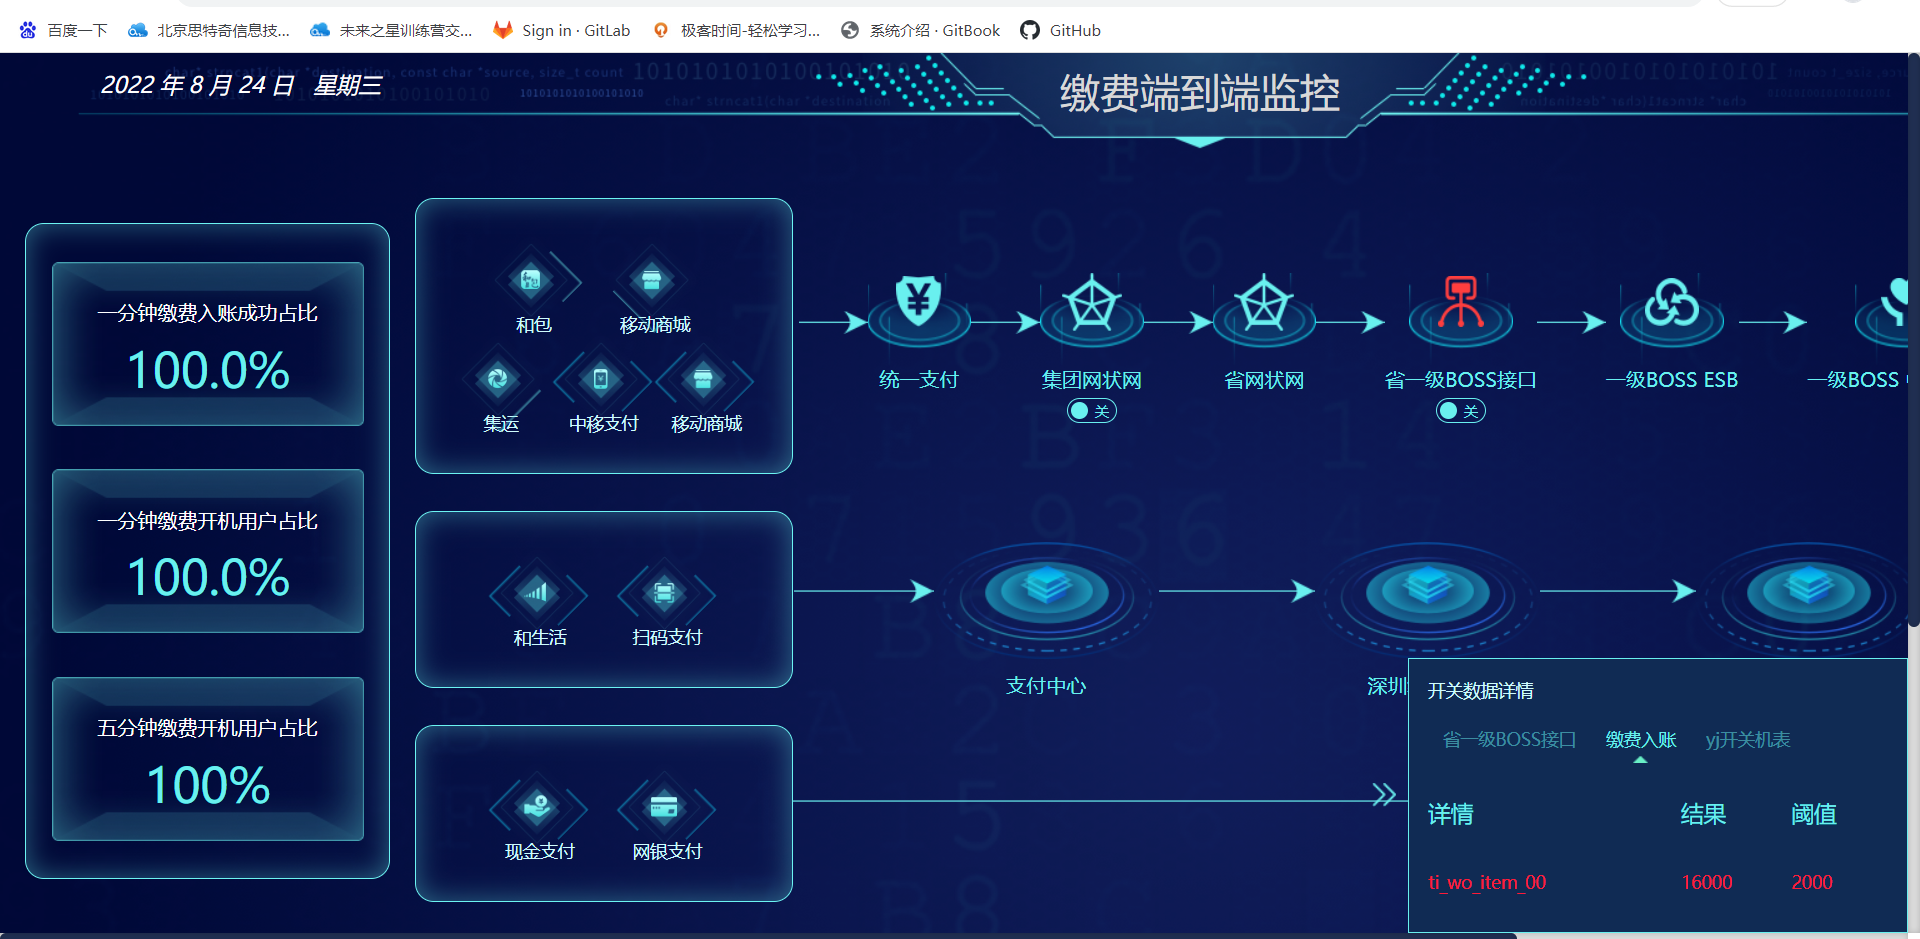 百度一下 北京思特奇信息技... 未来之星训练营交... Sign in · GitLab 极客时间-轻松学习... 系统介绍 · GitBook GitHub
2022 年 8 月 24 日 星期三
缴费端到端监控
一分钟缴费入账成功占比
100.0%
一分钟缴费开机用户占比
100.0%
五分钟缴费开机用户占比
100%
和包 移动商城
集运 中移支付 移动商城
和生活 扫码支付
现金支付 网银支付
统一支付 集团网状网 省网状网 省一级BOSS接口 一级BOSS ESB 一级BOSS
关 关
支付中心 深圳
开关数据详情
省一级BOSS接口 缴费入账 yj开关机表
详情 结果 阈值
ti_wo_item_00 16000 2000